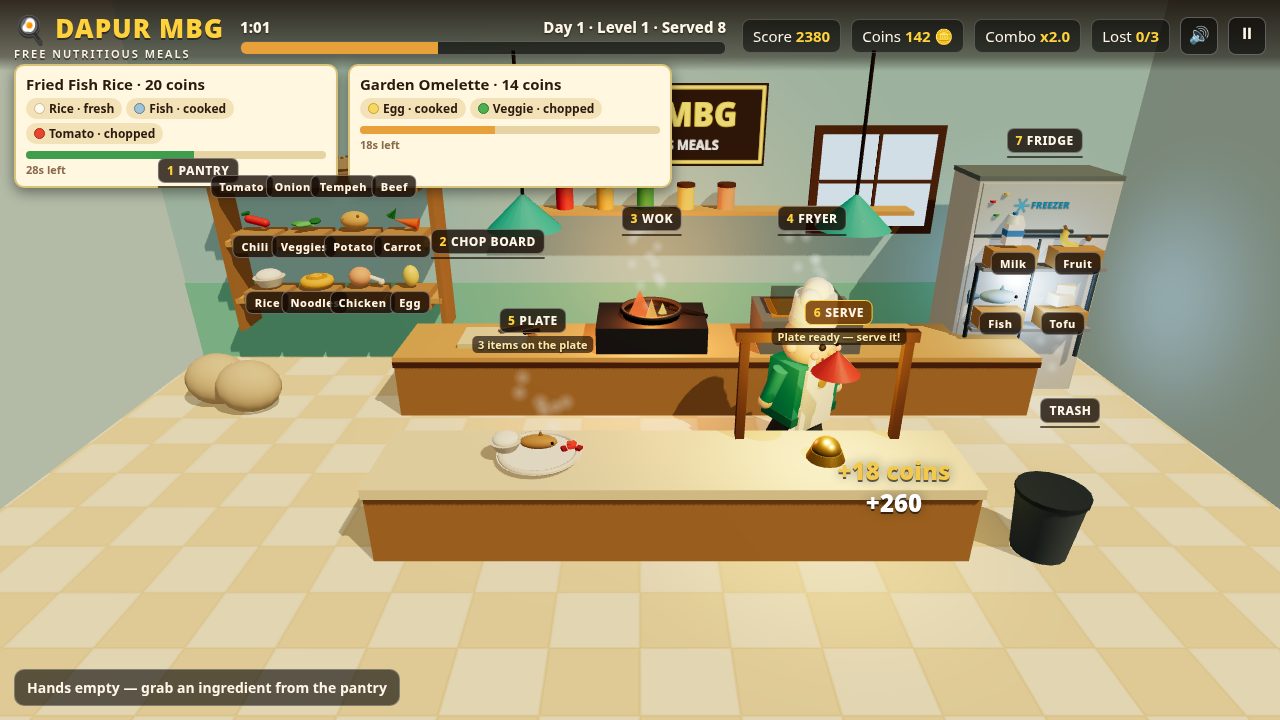 DAPUR MBG
FREE NUTRITIOUS MEALS
1:01
Day 1 · Level 1 · Served 8
Score 2380
Coins 142
Combo x2.0
Lost 0/3
Fried Fish Rice · 20 coins
Rice · fresh
Fish · cooked
Tomato · chopped
28s left
Garden Omelette · 14 coins
Egg · cooked
Veggie · chopped
18s left
MBG
MEALS
1 PANTRY
Tomato
Onion
Tempeh
Beef
Chili
Veggies
Potato
Carrot
Rice
Noodle
Chicken
Egg
2 CHOP BOARD
3 WOK
4 FRYER
7 FRIDGE
FREEZER
Milk
Fruit
Fish
Tofu
5 PLATE
3 items on the plate
6 SERVE
Plate ready — serve it!
TRASH
+18 coins
+260
Hands empty — grab an ingredient from the pantry